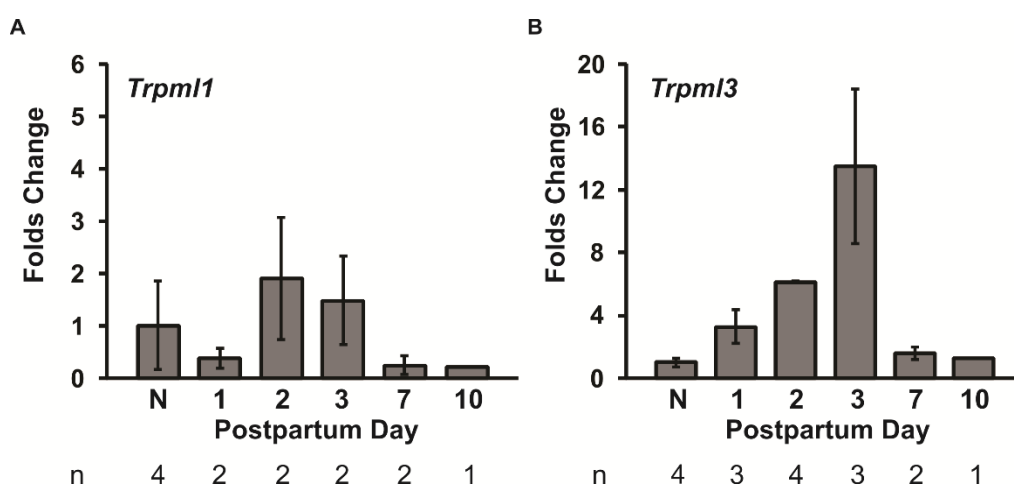 A
Trpml1
Folds Change
6
5
4
3
2
1
0
N 1 2 3 7 10
Postpartum Day
n 4 2 2 2 2 1
B
Trpml3
Folds Change
20
16
12
8
4
0
N 1 2 3 7 10
Postpartum Day
n 4 3 4 3 2 1